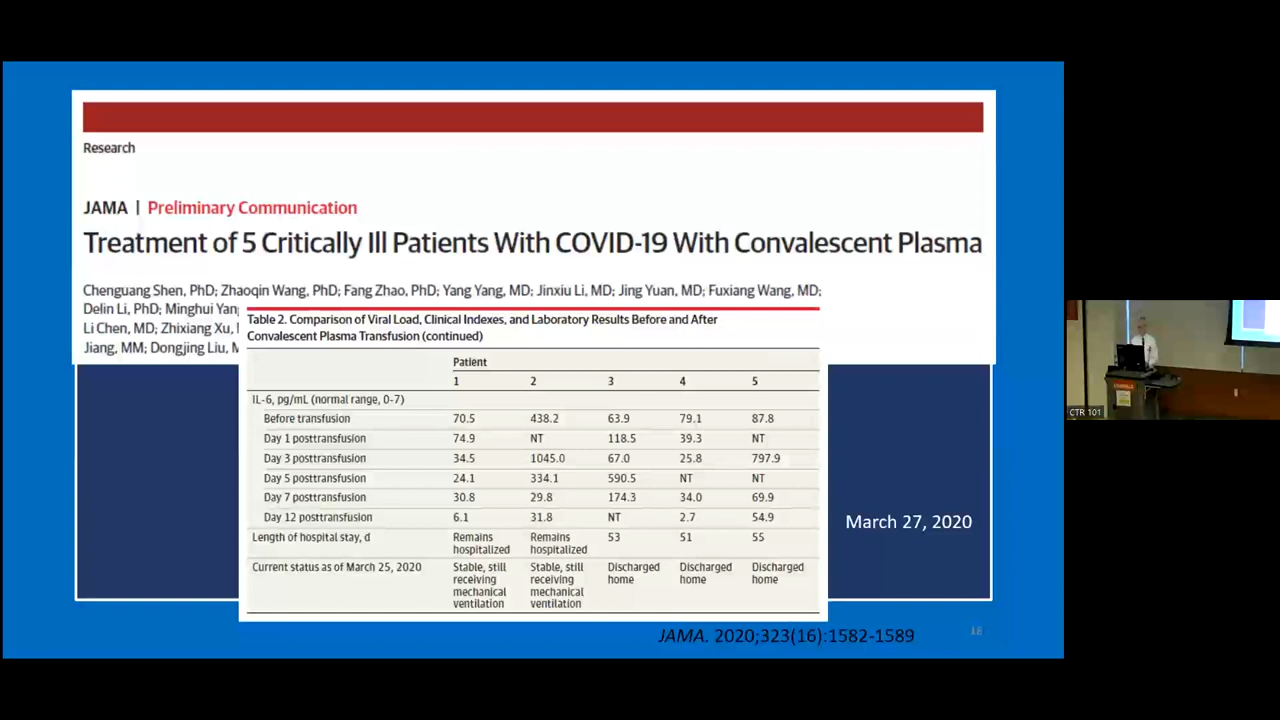 Research
JAMA | Preliminary Communication
Treatment of 5 Critically Ill Patients With COVID-19 With Convalescent Plasma
Chenguang Shen, PhD; Zhaoqin Wang, PhD; Fang Zhao, PhD; Yang Yang, MD; Jinxiu Li, MD; Jing Yuan, MD; Fuxiang Wang, MD;
Delin Li, PhD; Minghui Yan
Li Chen, MD; Zhixiang Xu,
Jiang, MM; Dongjing Liu,
Table 2. Comparison of Viral Load, Clinical Indexes, and Laboratory Results Before and After
Convalescent Plasma Transfusion (continued)
Patient
1 2 3 4 5
IL-6, pg/mL (normal range, 0-7)
Before transfusion 70.5 438.2 63.9 79.1 87.8
Day 1 posttransfusion 74.9 NT 118.5 39.3 NT
Day 3 posttransfusion 34.5 1045.0 67.0 25.8 797.9
Day 5 posttransfusion 24.1 334.1 590.5 NT NT
Day 7 posttransfusion 30.8 29.8 174.3 34.0 69.9
Day 12 posttransfusion 6.1 31.8 NT 2.7 54.9
Length of hospital stay, d Remains Remains 53 51 55
hospitalized hospitalized
Current status as of March 25, 2020 Stable, still Stable, still Discharged Discharged Discharged
receiving receiving home home home
mechanical mechanical
ventilation ventilation
March 27, 2020
JAMA. 2020;323(16):1582-1589
18
CTR 101